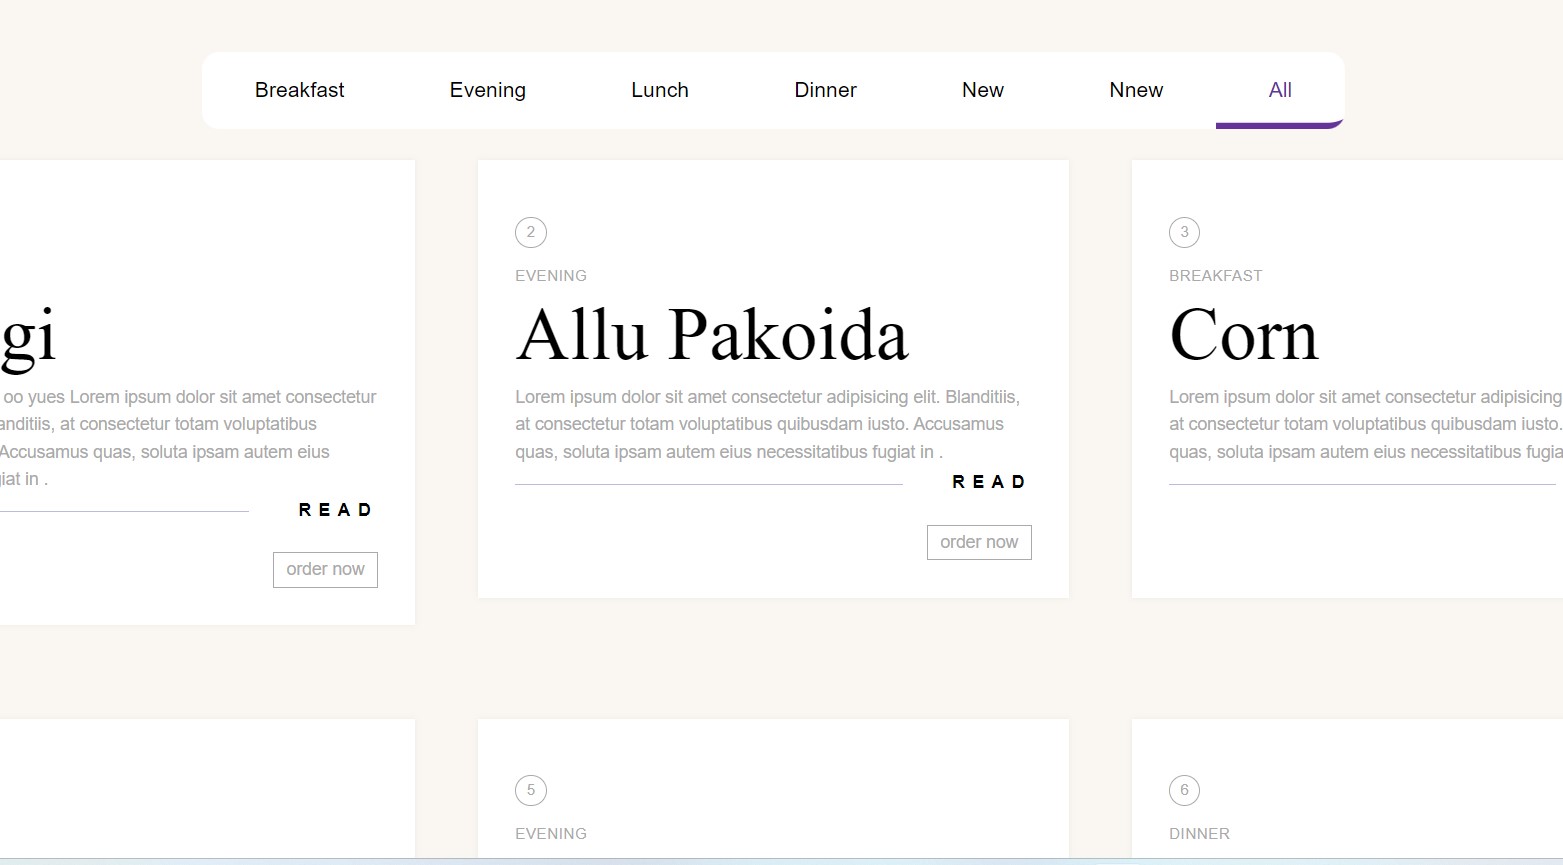 Breakfast Evening Lunch Dinner New Nnew All
gi
oo yues Lorem ipsum dolor sit amet consectetur
anditiis, at consectetur totam voluptatibus
Accusamus quas, soluta ipsam autem eius
giat in .
READ
order now
2
EVENING
Allu Pakoida
Lorem ipsum dolor sit amet consectetur adipisicing elit. Blanditiis,
at consectetur totam voluptatibus quibusdam iusto. Accusamus
quas, soluta ipsam autem eius necessitatibus fugiat in .
READ
order now
3
BREAKFAST
Corn
Lorem ipsum dolor sit amet consectetur adipisicing
at consectetur totam voluptatibus quibusdam iusto.
quas, soluta ipsam autem eius necessitatibus fugia
5
EVENING
6
DINNER